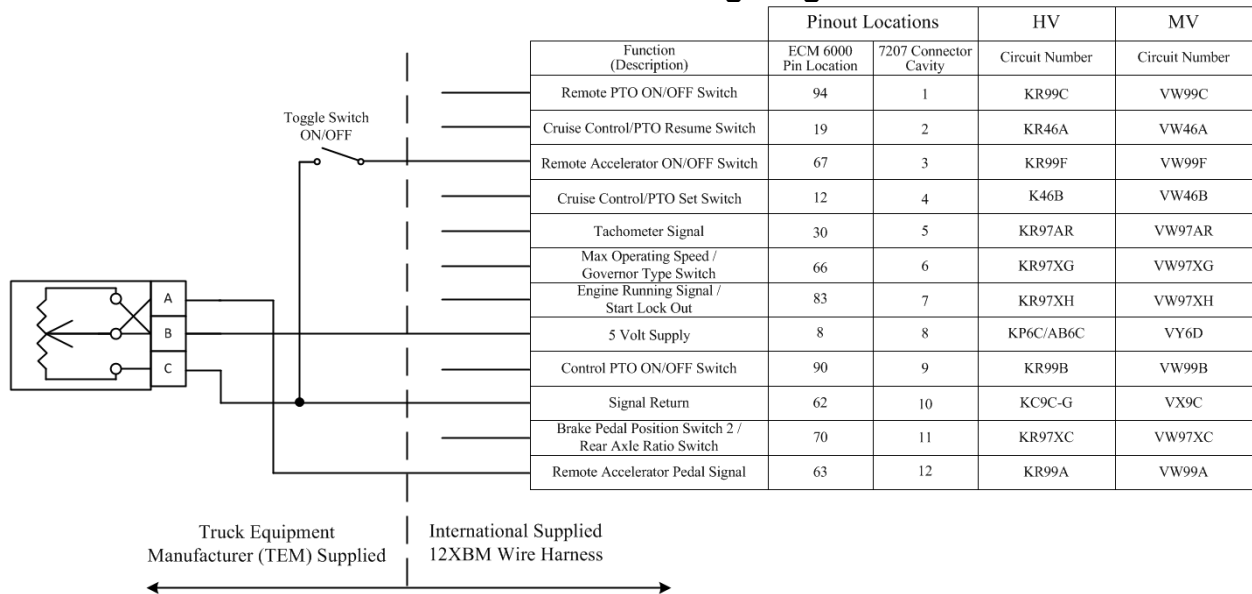 Pinout Locations HV MV
Function
(Description)
ECM 6000
Pin Location
7207 Connector
Cavity
Circuit Number Circuit Number
Remote PTO ON/OFF Switch 94 1 KR99C VW99C
Toggle Switch
ON/OFF
Cruise Control/PTO Resume Switch 19 2 KR46A VW46A
Remote Accelerator ON/OFF Switch 67 3 KR99F VW99F
Cruise Control/PTO Set Switch 12 4 K46B VW46B
Tachometer Signal 30 5 KR97AR VW97AR
Max Operating Speed /
Governor Type Switch
66 6 KR97XG VW97XG
Engine Running Signal /
Start Lock Out
83 7 KR97XH VW97XH
A
B
C
5 Volt Supply 8 8 KP6C/AB6C VY6D
Control PTO ON/OFF Switch 90 9 KR99B VW99B
Signal Return 62 10 KC9C-G VX9C
Brake Pedal Position Switch 2 /
Rear Axle Ratio Switch
70 11 KR97XC VW97XC
Remote Accelerator Pedal Signal 63 12 KR99A VW99A
Truck Equipment
Manufacturer (TEM) Supplied
International Supplied
12XBM Wire Harness